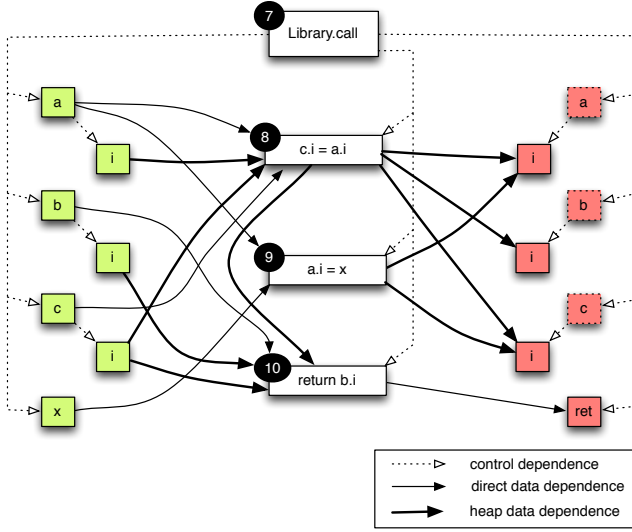 7
Library.call
a
a
8
c.i = a.i
i
i
b
b
9
i
a.i = x
i
c
c
10
i
return b.i
i
x
ret
control dependence
direct data dependence
heap data dependence